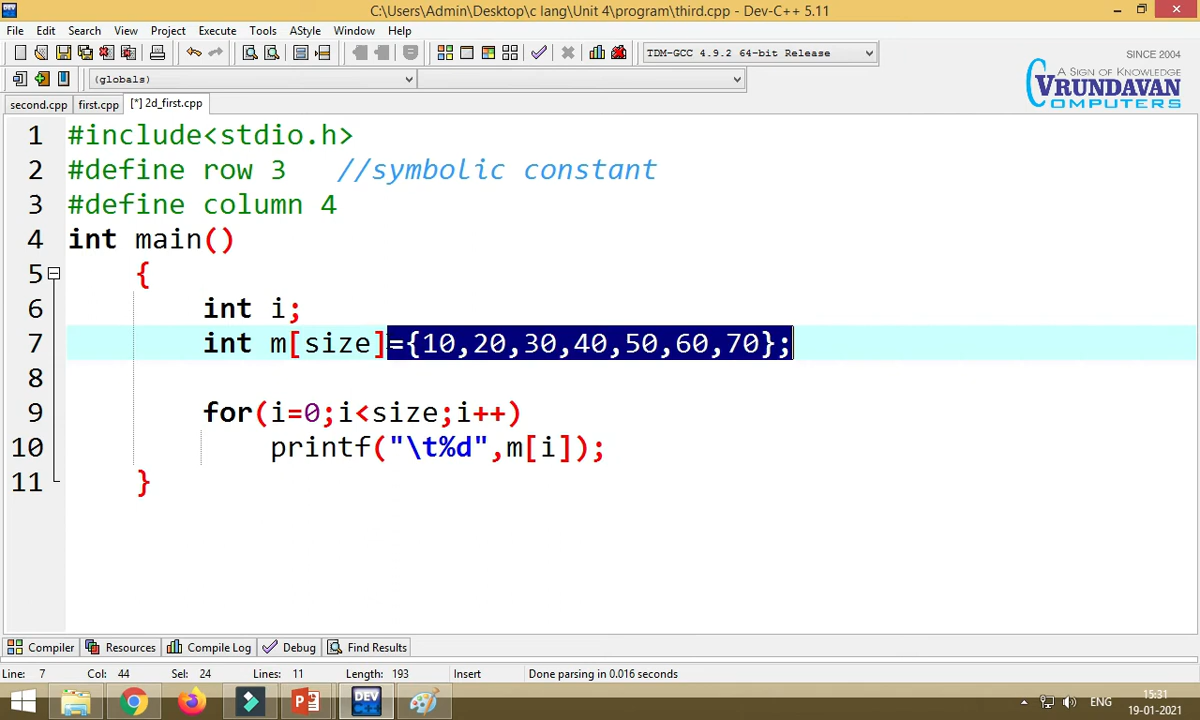 C:\Users\Admin\Desktop\c lang\Unit 4\program\third.cpp - Dev-C++ 5.11
File Edit Search View Project Execute Tools AStyle Window Help
TDM-GCC 4.9.2 64-bit Release
(globals)
SINCE 2004
A SIGN OF KNOWLEDGE
VRUNDAVAN
COMPUTERS
second.cpp first.cpp [*] 2d_first.cpp
1 #include<stdio.h>
2 #define row 3 //symbolic constant
3 #define column 4
4 int main()
5 {
6 int i;
7 int m[size]={10,20,30,40,50,60,70};
8
9 for(i=0;i<size;i++)
10 printf("\t%d",m[i]);
11 }
Compiler Resources Compile Log Debug Find Results
Line: 7 Col: 44 Sel: 24 Lines: 11 Length: 193 Insert Done parsing in 0.016 seconds
DEV
ENG
15:31
19-01-2021